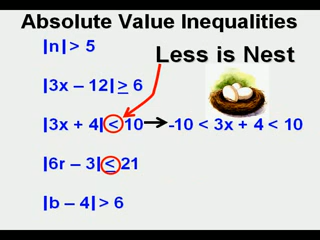 Absolute Value Inequalities
|n| > 5
Less is Nest
|3x – 12| ≥ 6
|3x + 4| < 10 → -10 < 3x + 4 < 10
|6r – 3| ≤ 21
|b – 4| > 6